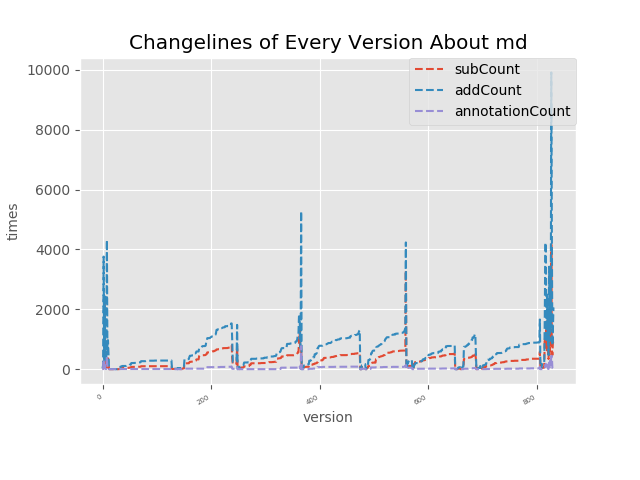 Changelines of Every Version About md
subCount
addCount
annotationCount
10000
8000
6000
4000
2000
0
times
0
200
400
600
800
version